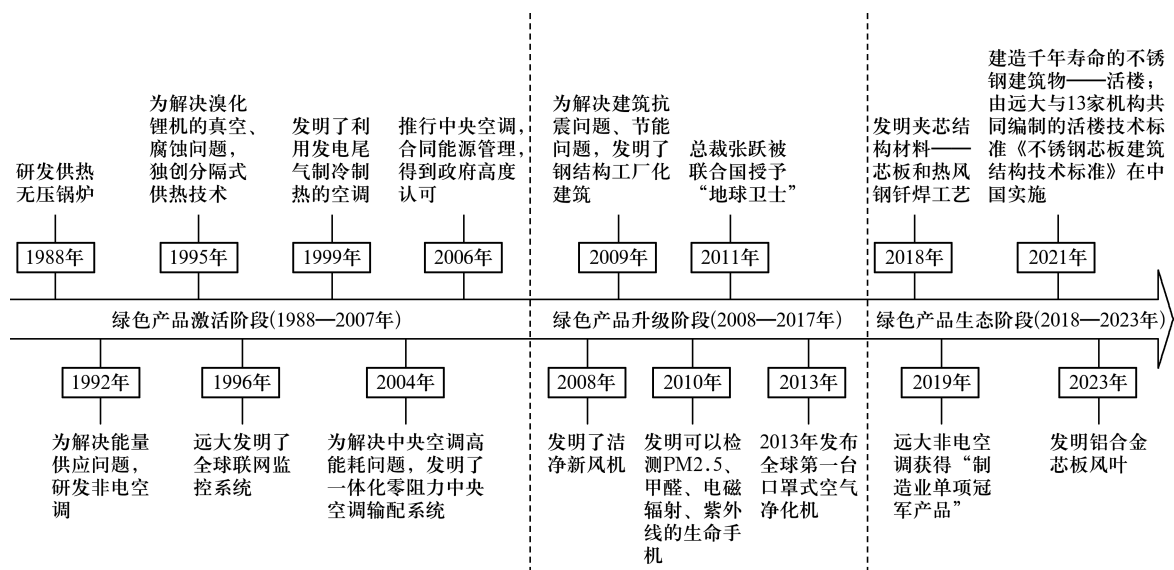 研发供热
无压锅炉
为解决溴化
锂机的真空、
腐蚀问题，
独创分隔式
供热技术
发明了利
用发电尾
气制冷制
热的空调
推行中央空调，
合同能源管理，
得到政府高度
认可
为解决建筑抗
震问题、节能
问题，发明了
钢结构工厂化
建筑
总裁张跃被
联合国授予
“地球卫士”
发明夹芯结
构材料——
芯板和热风
钢钎焊工艺
建造千年寿命的不锈
钢建筑物——活楼；
由远大与13家机构共
同编制的活楼技术标
准《不锈钢芯板建筑
结构技术标准》在中
国实施
1988年
1995年
1999年
2006年
2009年
2011年
2018年
2021年
绿色产品激活阶段(1988—2007年)
绿色产品升级阶段(2008—2017年)
绿色产品生态阶段(2018—2023年)
1992年
1996年
2004年
2008年
2010年
2013年
2019年
2023年
为解决能量
供应问题，
研发非电空
调
远大发明了
全球联网监
控系统
为解决中央空调高
能耗问题，发明了
一体化零阻力中央
空调输配系统
发明了洁
净新风机
发明可以检
测PM2.5、
甲醛、电磁
辐射、紫外
线的生命手
机
2013年发布
全球第一台
口罩式空气
净化机
远大非电空
调获得“制
造业单项冠
军产品”
发明铝合金
芯板风叶